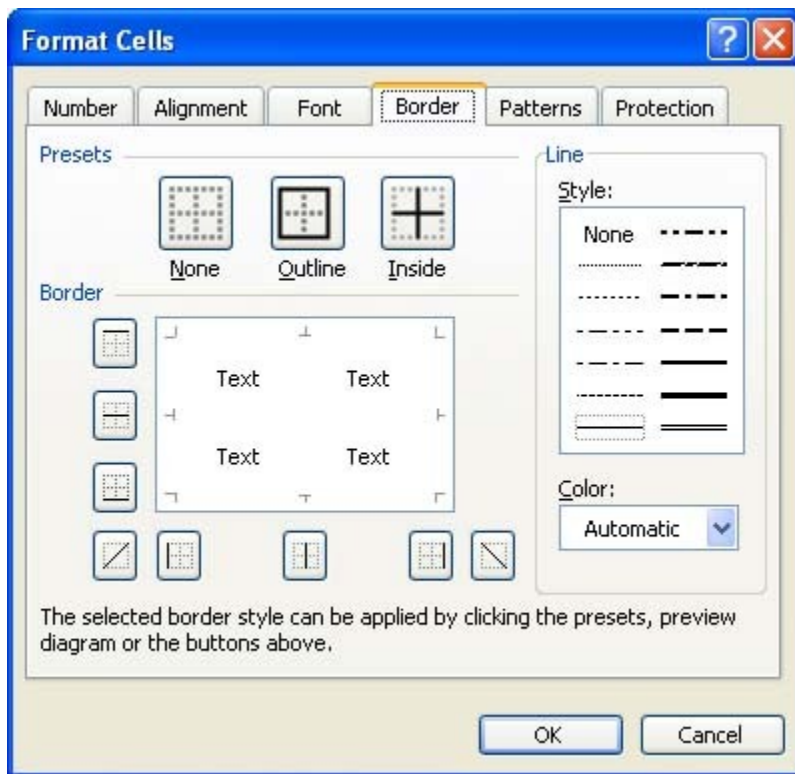 Format Cells
Number Alignment Font Border Patterns Protection
Presets
None Outline Inside
Border
Text Text
Text Text
Line
Style:
None
Color:
Automatic
The selected border style can be applied by clicking the presets, preview
diagram or the buttons above.
OK Cancel